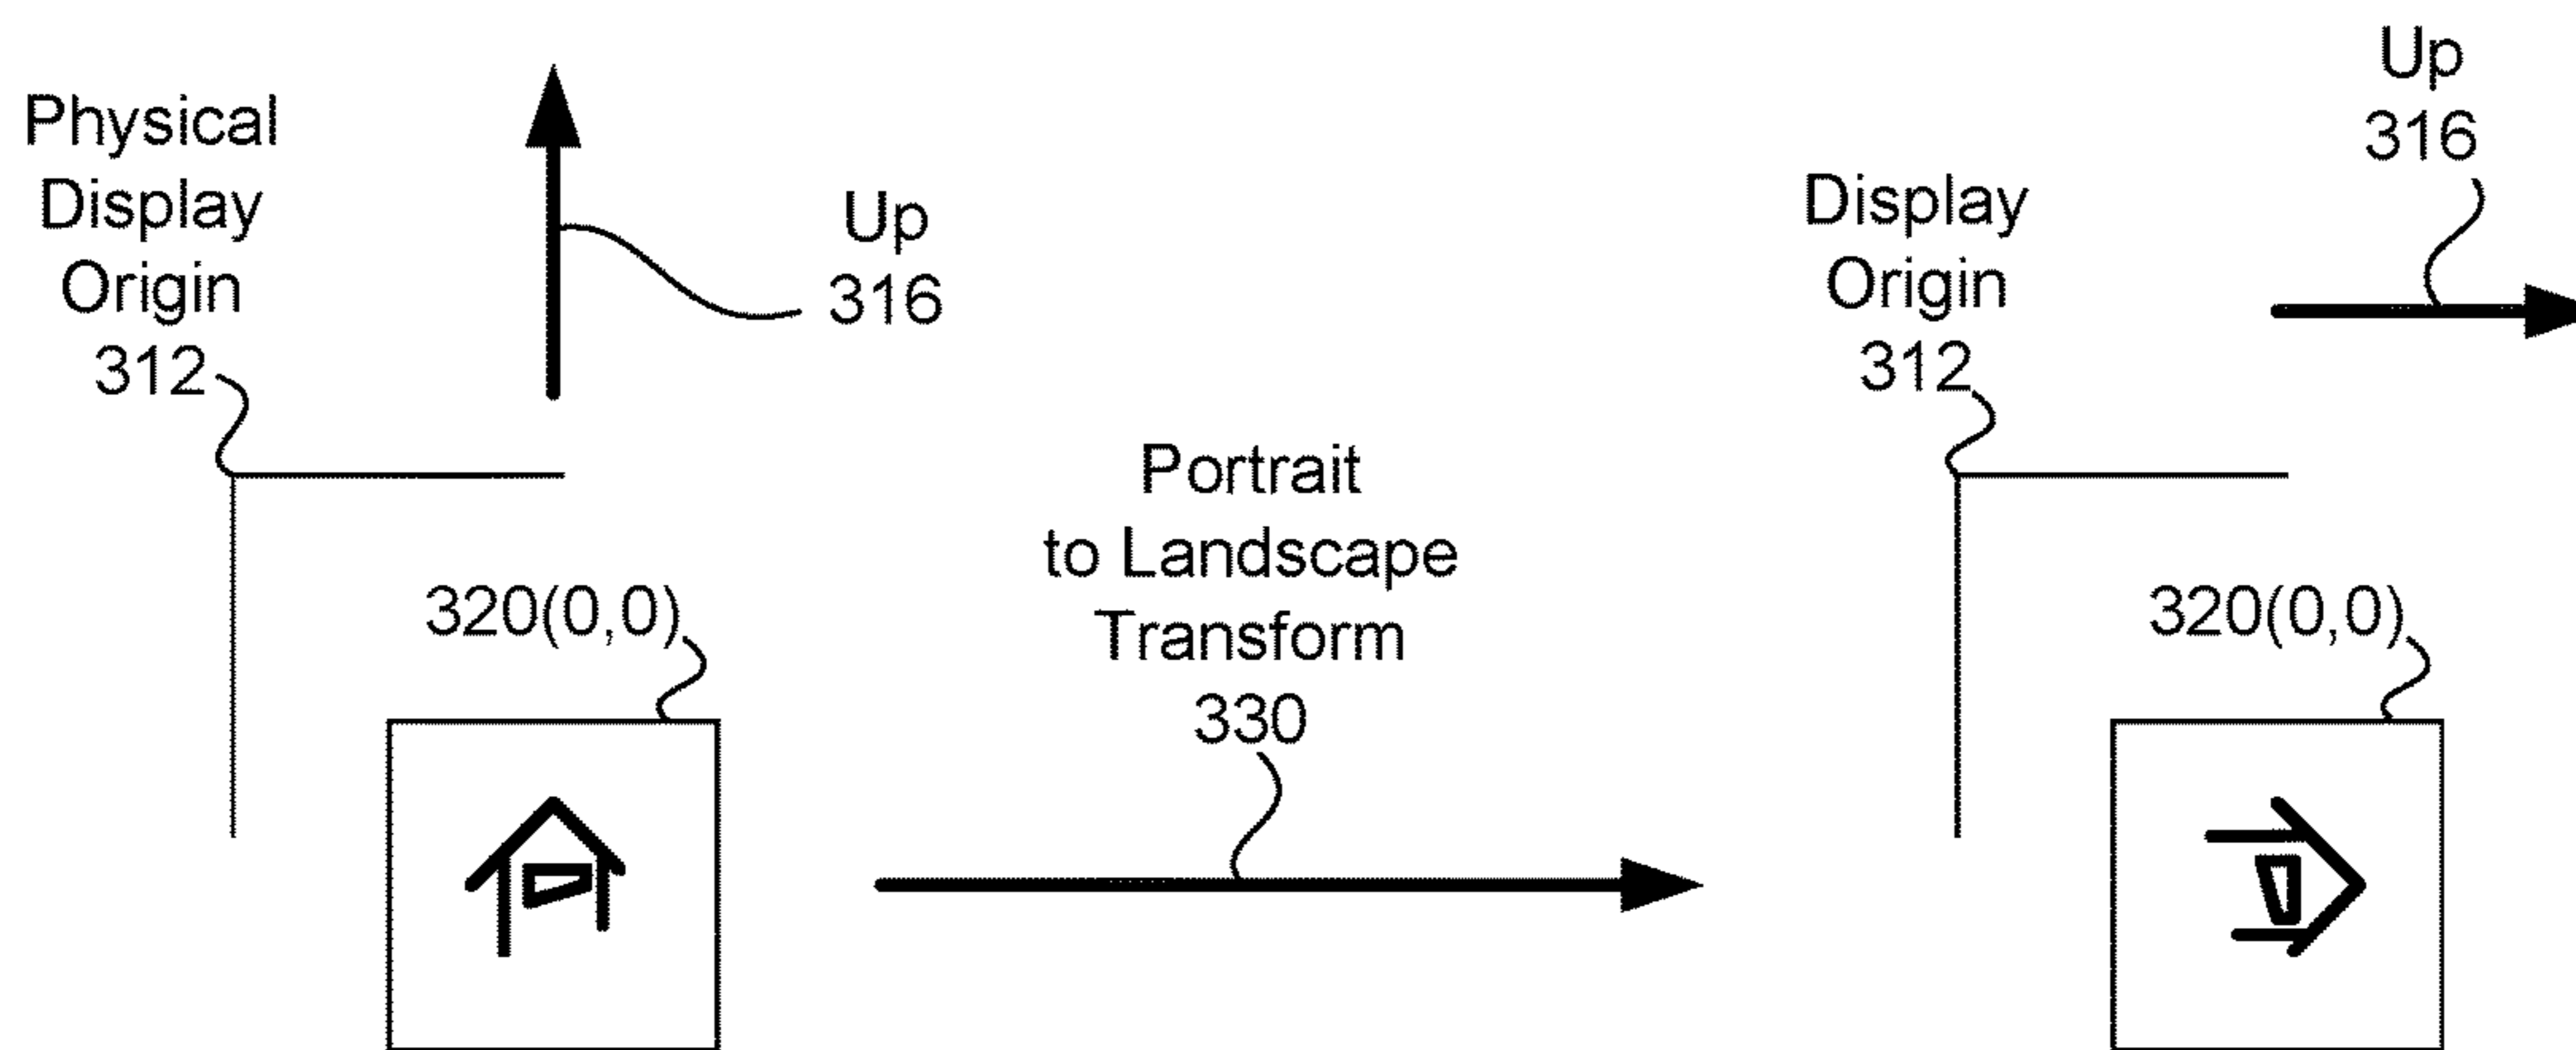 Physical
Display
Origin
312
Up
316
320(0,0)
Portrait
to Landscape
Transform
330
Display
Origin
312
Up
316
320(0,0)